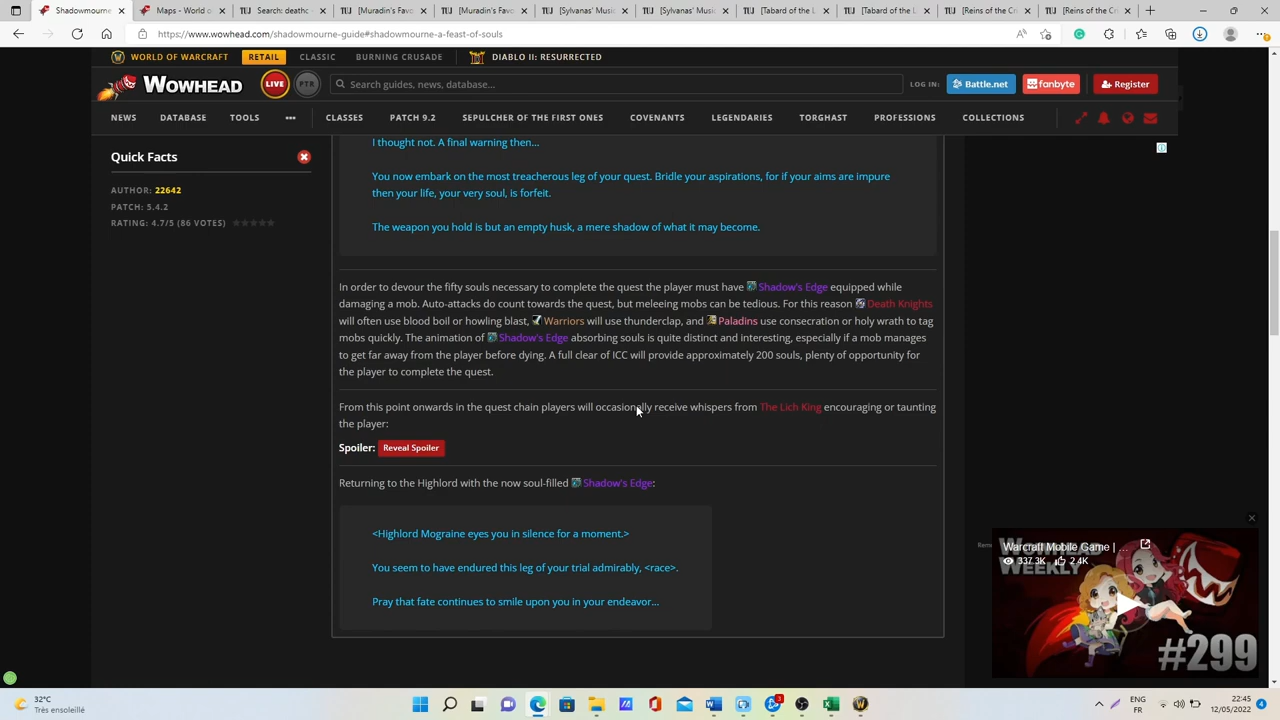 Shadowmourne
Maps - World o
Search: deathc
[Muradin's Favo
[Muradin's Favo
[Sylvanas' Music
[Sylvanas' Music
[Tabard of the L
[Tabard of the L
[Reins of the Cr
[Reins of the Cr
https://www.wowhead.com/shadowmourne-guide#shadowmourne-a-feast-of-souls
WORLD OF WARCRAFT RETAIL CLASSIC BURNING CRUSADE DIABLO II: RESURRECTED
WOWHEAD LIVE PTR Search guides, news, database... LOG IN: Battle.net fanbyte Register
NEWS DATABASE TOOLS ••• CLASSES PATCH 9.2 SEPULCHER OF THE FIRST ONES COVENANTS LEGENDARIES TORGHAST PROFESSIONS COLLECTIONS
Quick Facts
AUTHOR: 22642
PATCH: 5.4.2
RATING: 4.7/5 (86 VOTES)
I thought not. A final warning then...
You now embark on the most treacherous leg of your quest. Bridle your aspirations, for if your aims are impure
then your life, your very soul, is forfeit.
The weapon you hold is but an empty husk, a mere shadow of what it may become.
In order to devour the fifty souls necessary to complete the quest the player must have Shadow's Edge equipped while
damaging a mob. Auto-attacks do count towards the quest, but meleeing mobs can be tedious. For this reason Death Knights
will often use blood boil or howling blast, Warriors will use thunderclap, and Paladins use consecration or holy wrath to tag
mobs quickly. The animation of Shadow's Edge absorbing souls is quite distinct and interesting, especially if a mob manages
to get far away from the player before dying. A full clear of ICC will provide approximately 200 souls, plenty of opportunity for
the player to complete the quest.
From this point onwards in the quest chain players will occasionally receive whispers from The Lich King encouraging or taunting
the player:
Spoiler: Reveal Spoiler
Returning to the Highlord with the now soul-filled Shadow's Edge:
<Highlord Mograine eyes you in silence for a moment.>
You seem to have endured this leg of your trial admirably, <race>.
Pray that fate continues to smile upon you in your endeavor...
Warcraft Mobile Game | ...
337.3K 2.4K
WOWHEAD
WEEKLY
#299
32°C
Très ensoleillé
3
ENG
FR
22:45
12/05/2022
4